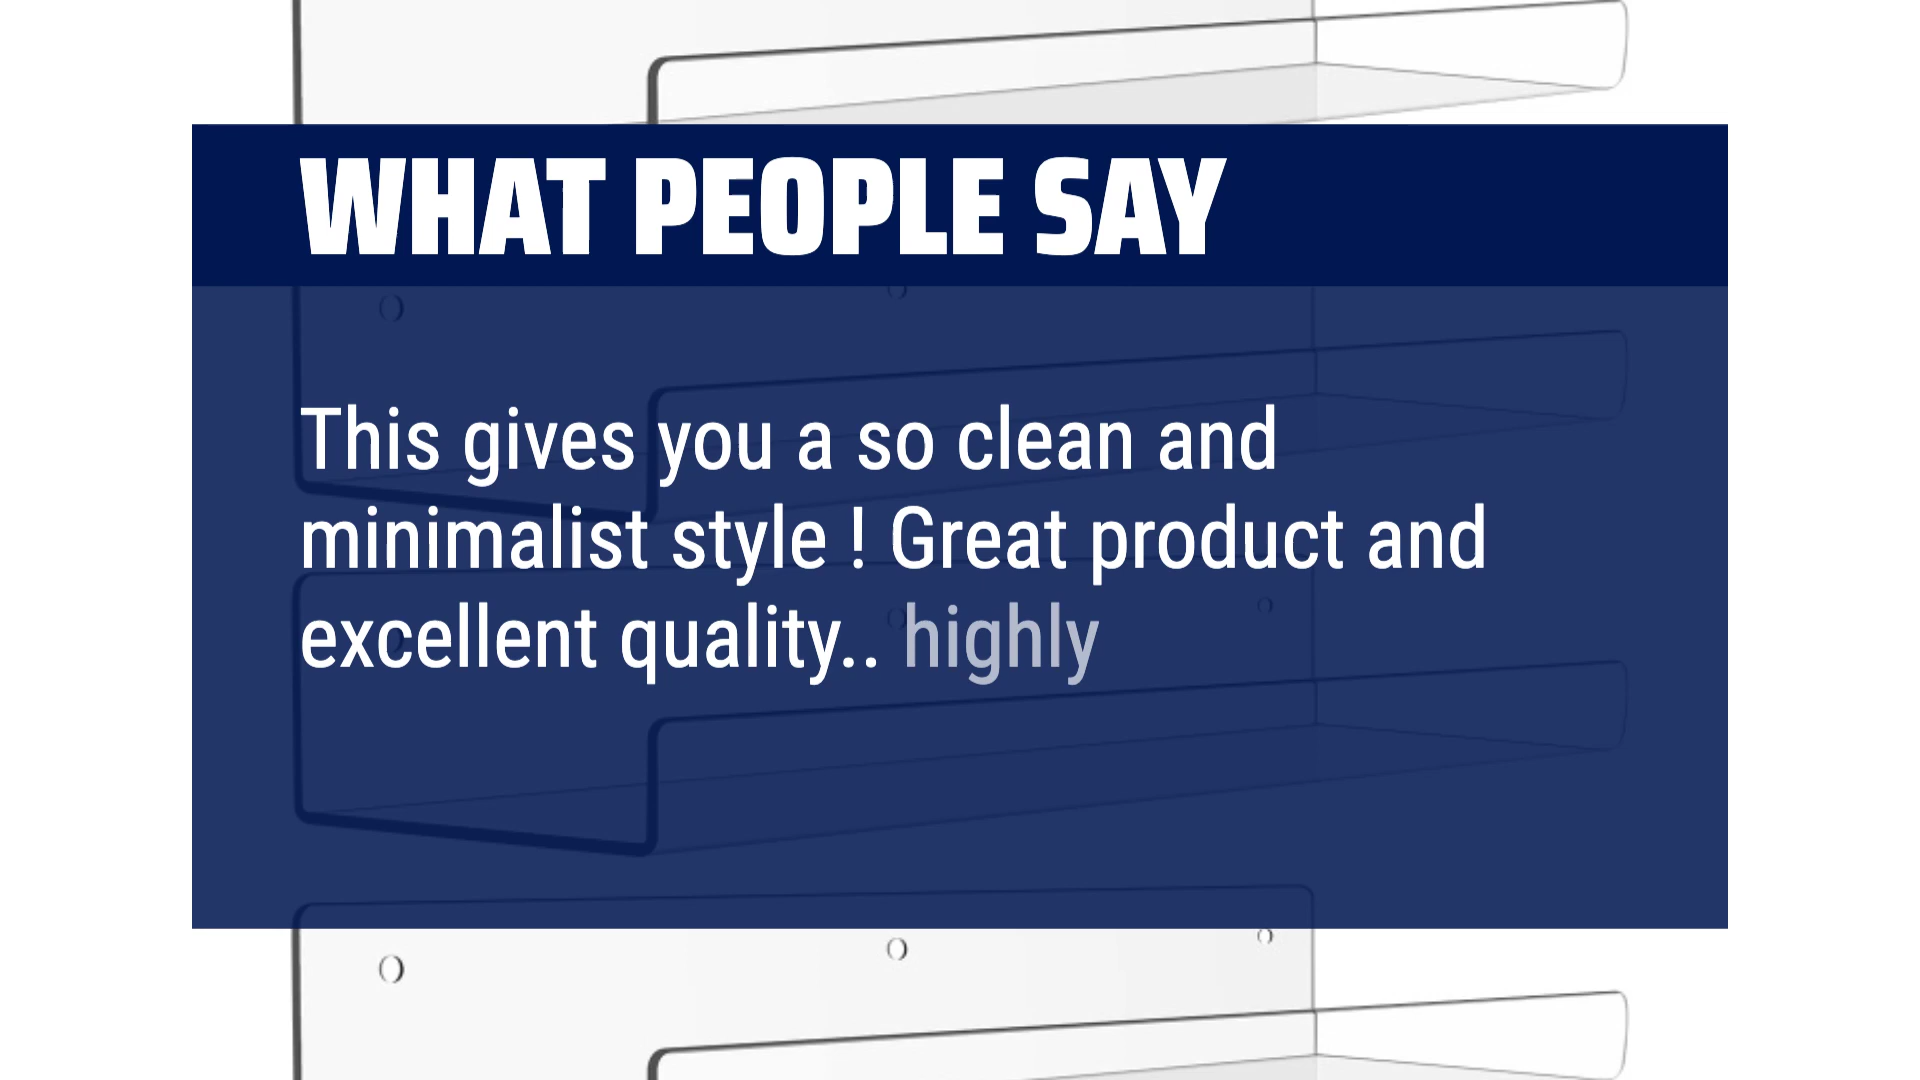 WHAT PEOPLE SAY
This gives you a so clean and
minimalist style ! Great product and
excellent quality.. highly